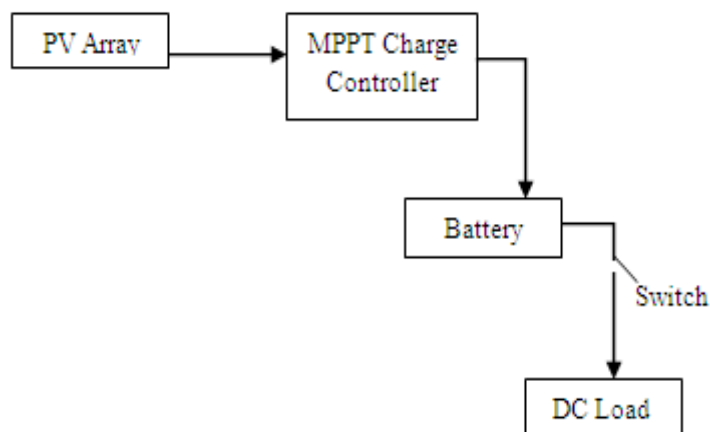 PV Array
MPPT Charge
Controller
Battery
Switch
DC Load